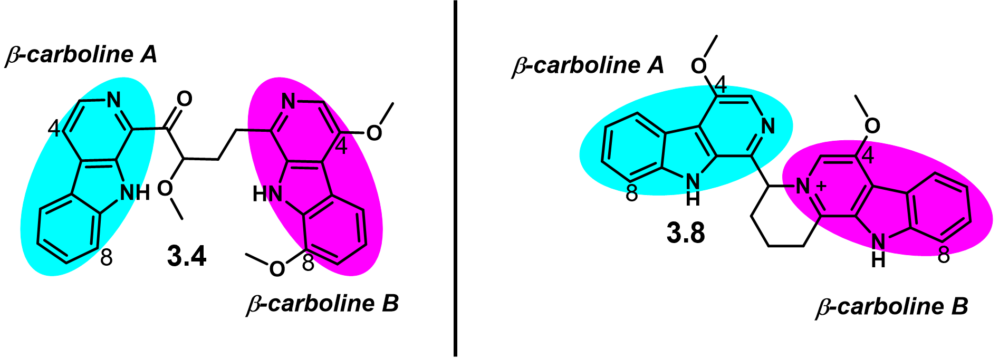 β-carboline A
N
O
4
NH
O
8
3.4
N
O
4
HN
O
8
β-carboline B
β-carboline A
O
4
N
N
H
8
3.8
O
4
N +
N
H
8
β-carboline B